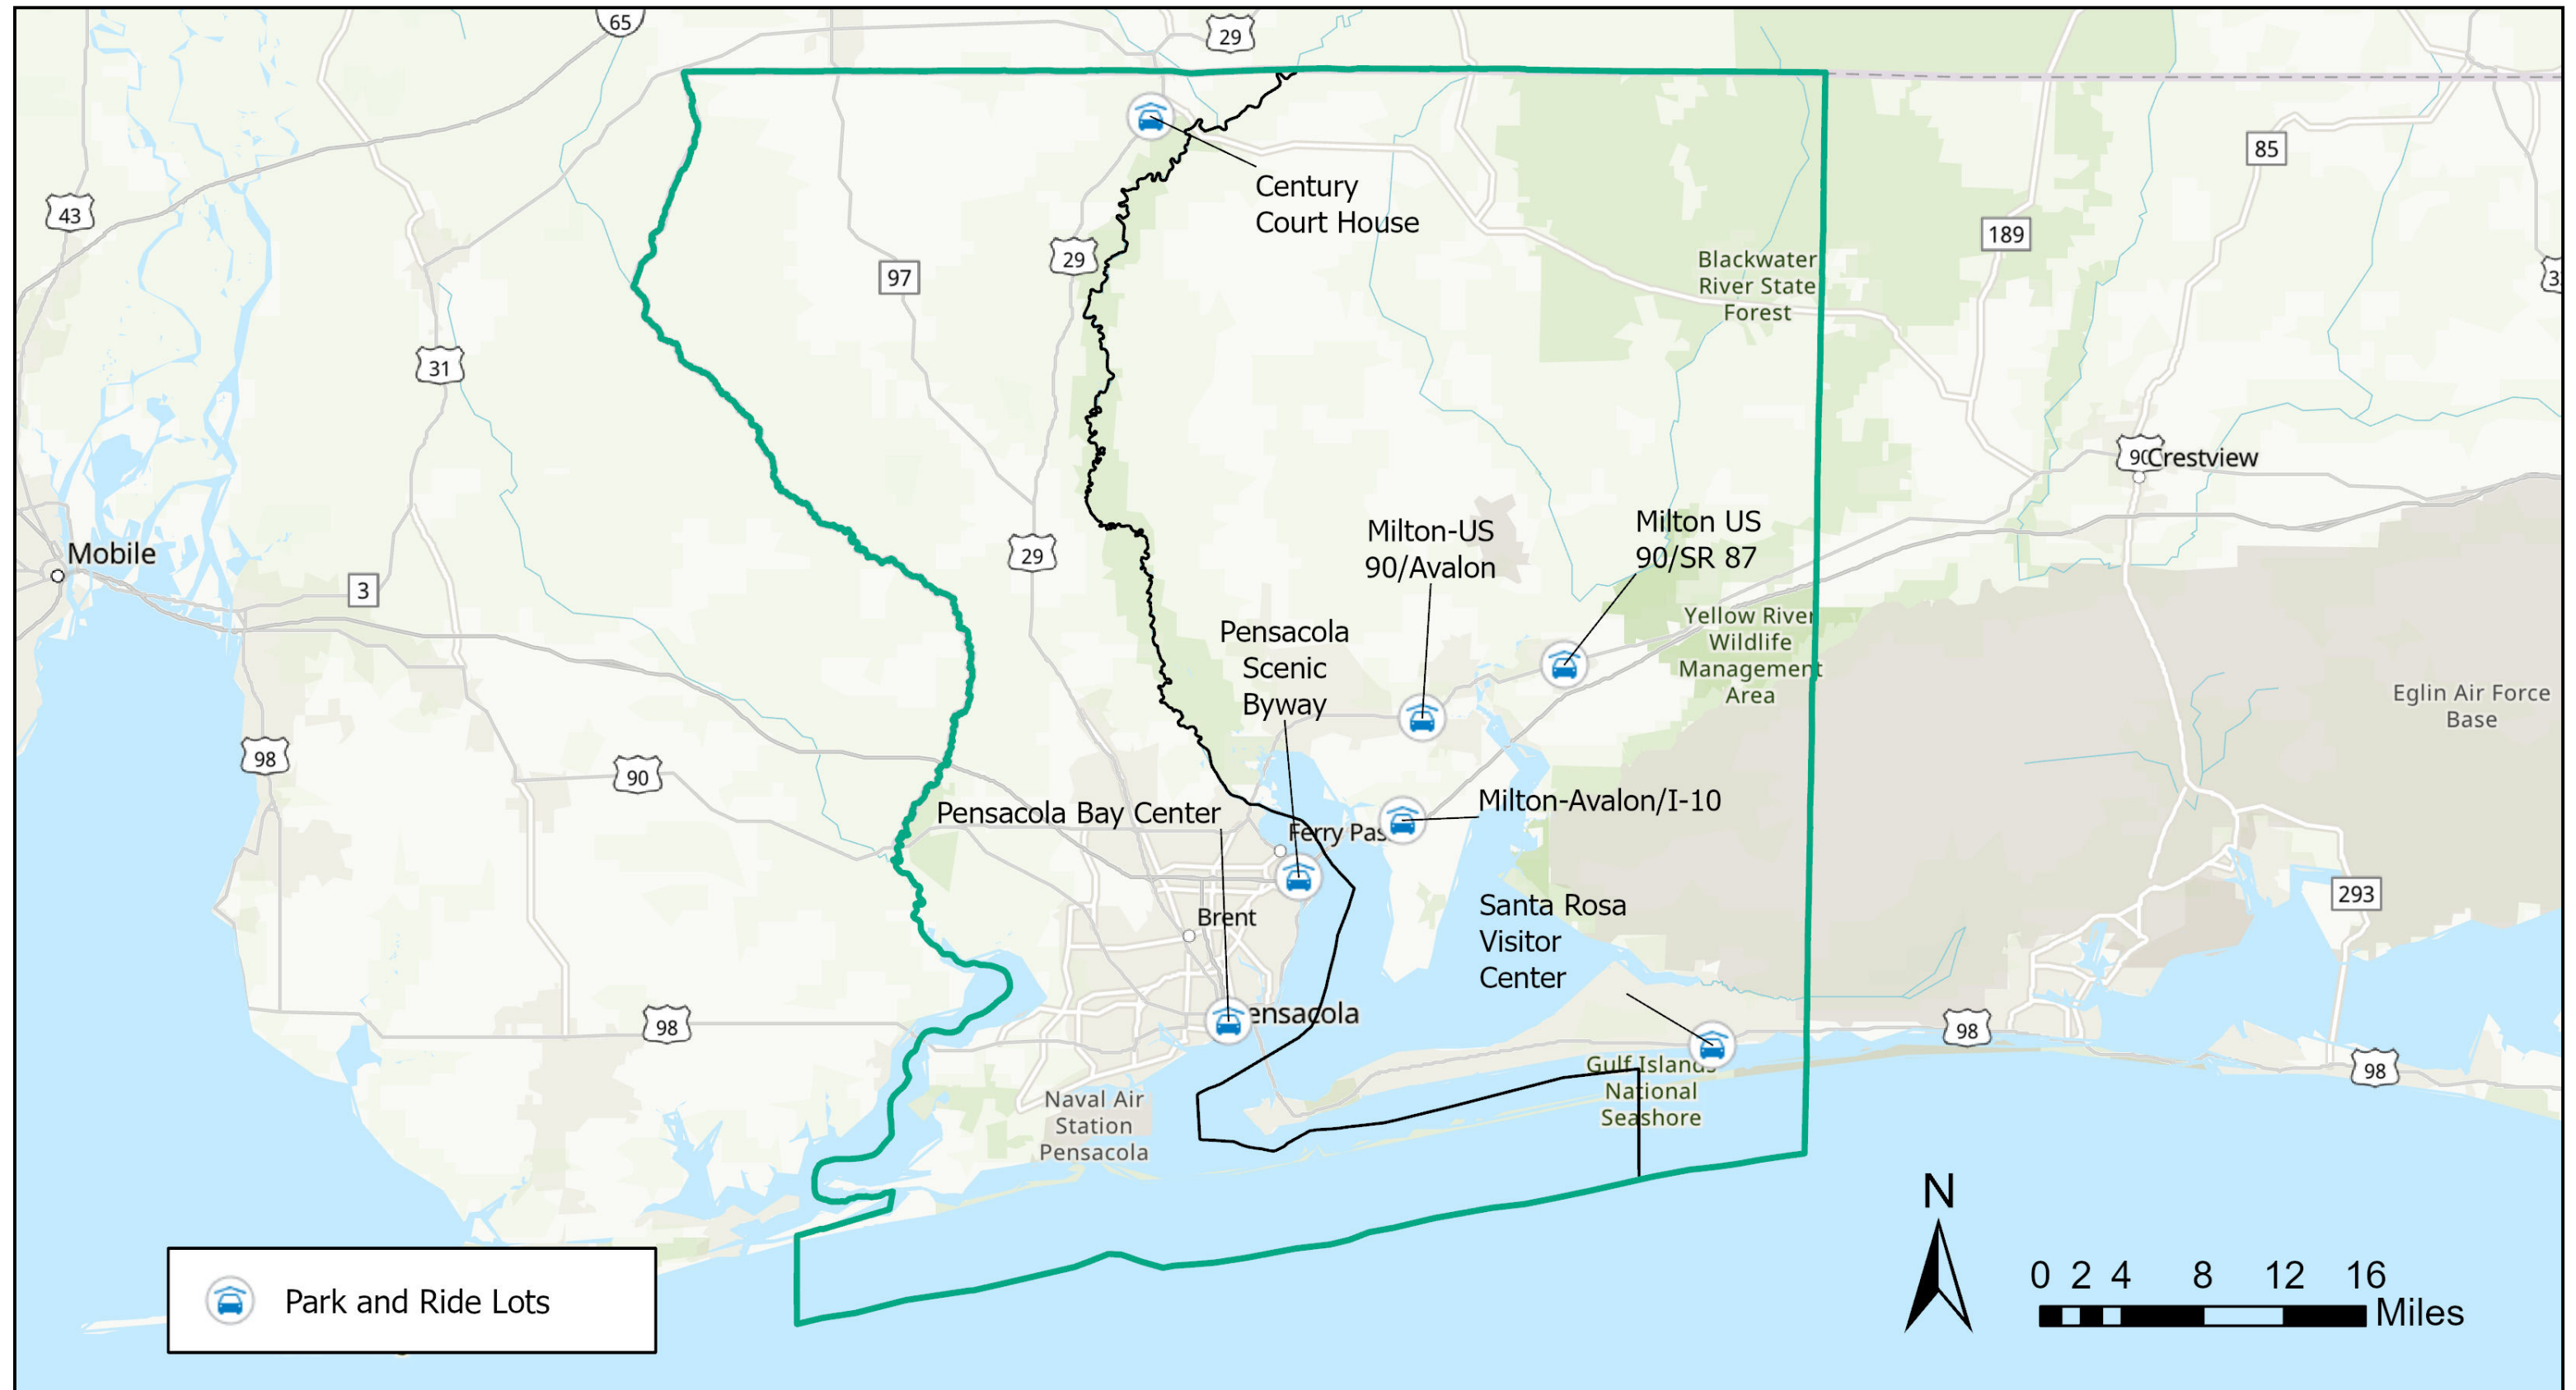 65
29
43
Century
Court House
85
97
29
189
Blackwater
River State
Forest
31
90
Crestview
Milton-US
90/Avalon
Milton US
90/SR 87
Mobile
29
3
Pensacola
Scenic
Byway
Yellow River
Wildlife
Management
Area
Eglin Air Force
Base
98
90
Pensacola Bay Center
Milton-Avalon/I-10
Ferry Pas
293
Santa Rosa
Visitor
Center
Brent
98
ensacola
98
98
Gulf Islands
National
Seashore
Naval Air
Station
Pensacola
N
0 2 4 8 12 16
Miles
Park and Ride Lots